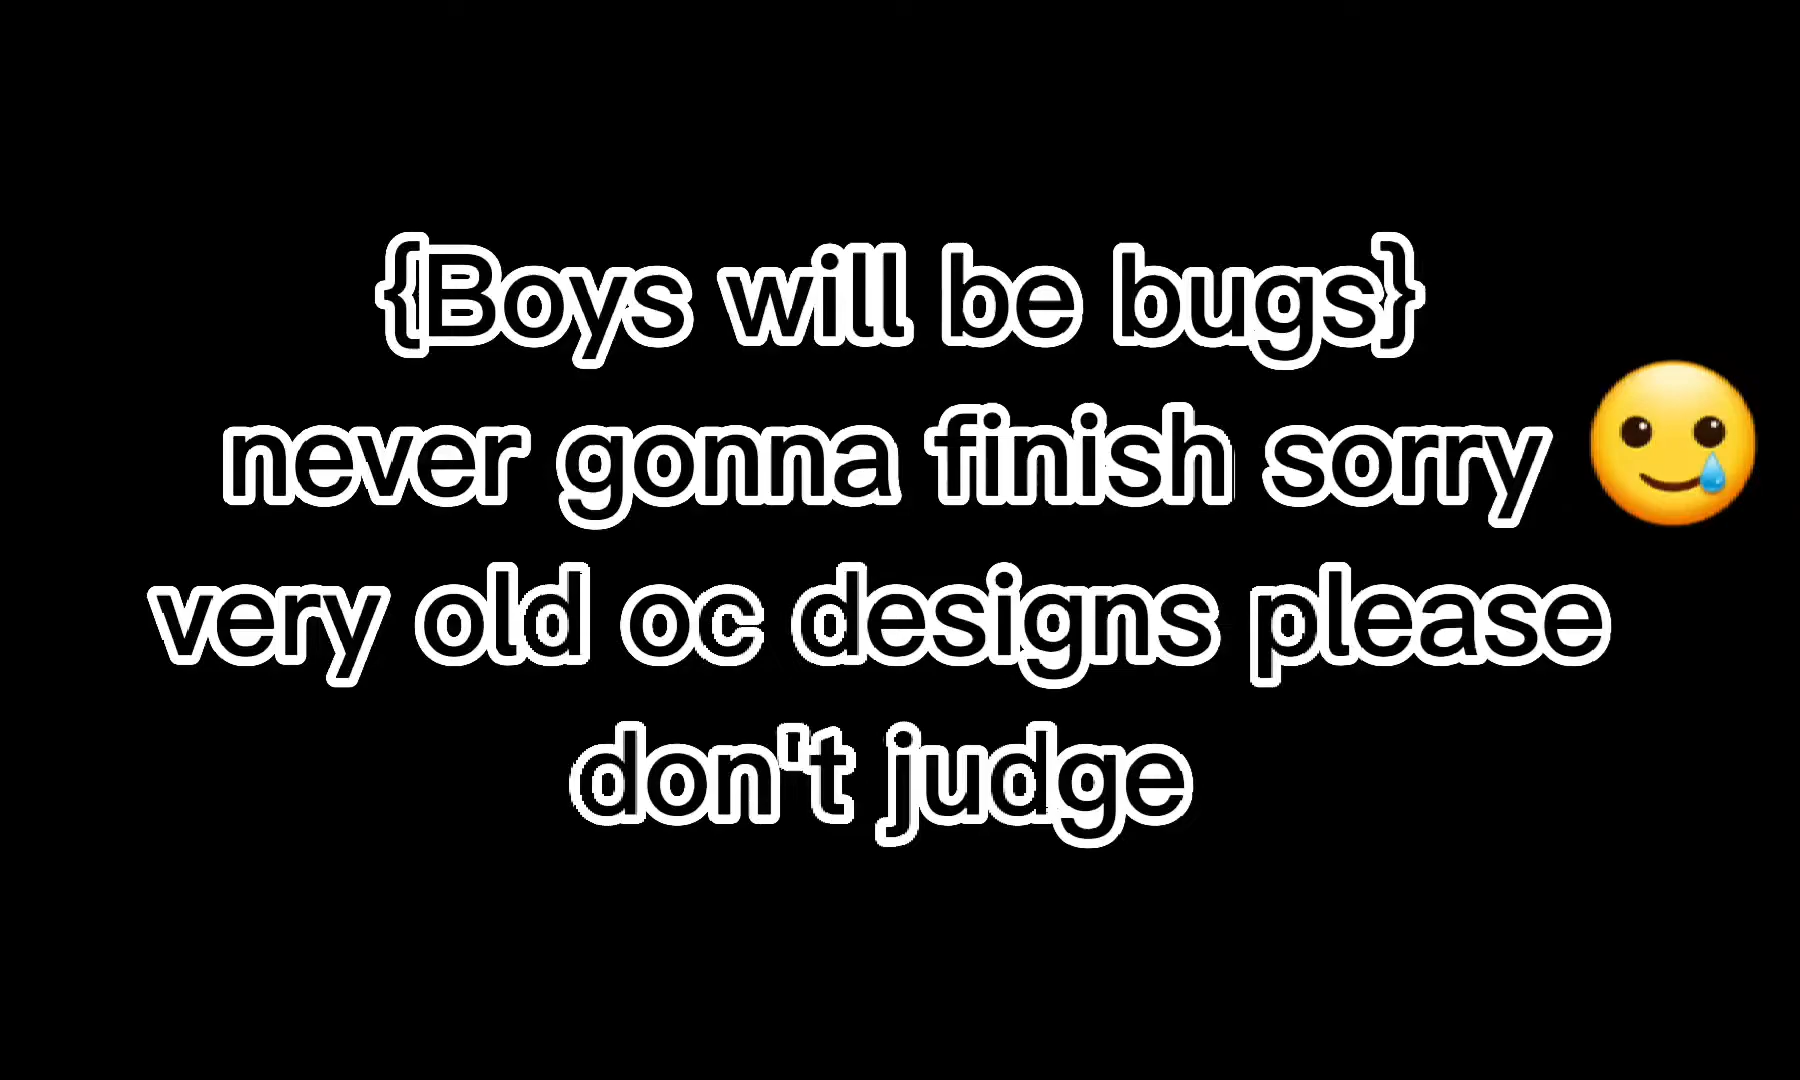 {Boys will be bugs}
never gonna finish sorry 🥲
very old oc designs please
don't judge